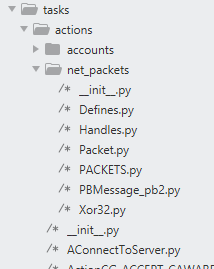 tasks
actions
accounts
net_packets
/* __init__.py
/* Defines.py
/* Handles.py
/* Packet.py
/* PACKETS.py
/* PBMessage_pb2.py
/* Xor32.py
/* __init__.py
/* AConnectToServer.py